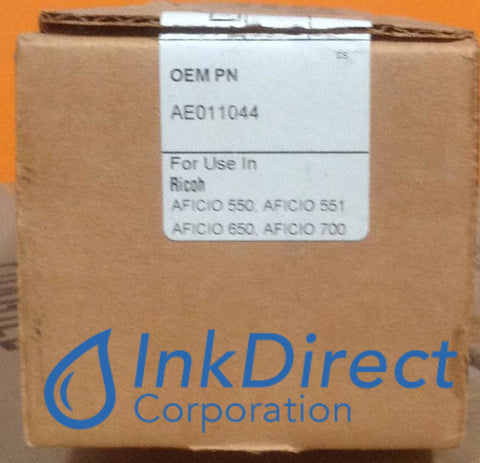 OEM PN
AE011044
For Use In
Ricoh
AFICIO 550, AFICIO 551
AFICIO 650, AFICIO 700
InkDirect
Corporation